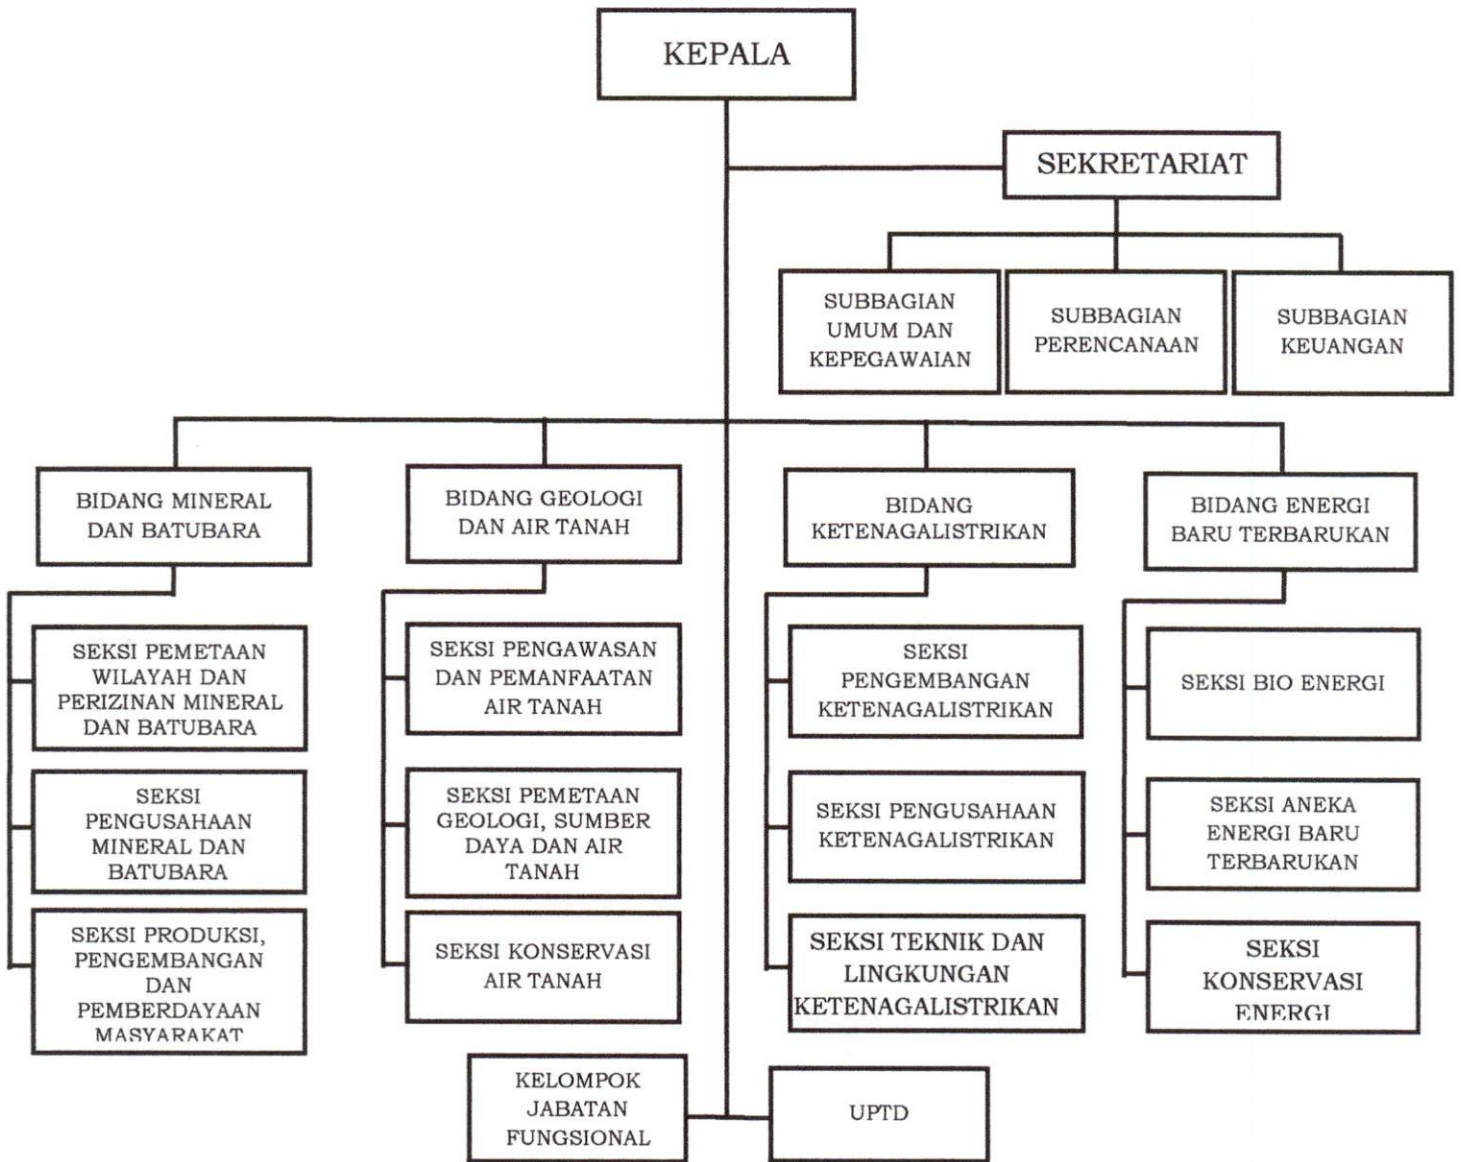 KEPALA
SEKRETARIAT
SUBBAGIAN
UMUM DAN
KEPEGAWAIAN
SUBBAGIAN
PERENCANAAN
SUBBAGIAN
KEUANGAN
BIDANG MINERAL
DAN BATUBARA
BIDANG GEOLOGI
DAN AIR TANAH
BIDANG
KETENAGALISTRIKAN
BIDANG ENERGI
BARU TERBARUKAN
SEKSI PEMETAAN
WILAYAH DAN
PERIZINAN MINERAL
DAN BATUBARA
SEKSI PENGAWASAN
DAN PEMANFAATAN
AIR TANAH
SEKSI
PENGEMBANGAN
KETENAGALISTRIKAN
SEKSI BIO ENERGI
SEKSI
PENGUSAHAAN
MINERAL DAN
BATUBARA
SEKSI PEMETAAN
GEOLOGI, SUMBER
DAYA DAN AIR
TANAH
SEKSI PENGUSAHAAN
KETENAGALISTRIKAN
SEKSI ANEKA
ENERGI BARU
TERBARUKAN
SEKSI PRODUKSI,
PENGEMBANGAN
DAN
PEMBERDAYAAN
MASYARAKAT
SEKSI KONSERVASI
AIR TANAH
SEKSI TEKNIK DAN
LINGKUNGAN
KETENAGALISTRIKAN
SEKSI
KONSERVASI
ENERGI
KELOMPOK
JABATAN
FUNGSIONAL
UPTD